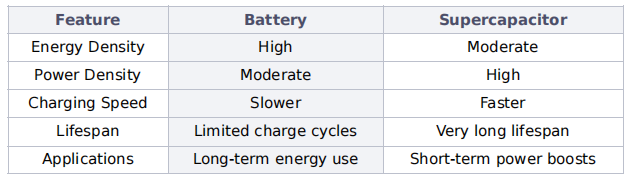 Feature Battery Supercapacitor
Energy Density High Moderate
Power Density Moderate High
Charging Speed Slower Faster
Lifespan Limited charge cycles Very long lifespan
Applications Long-term energy use Short-term power boosts